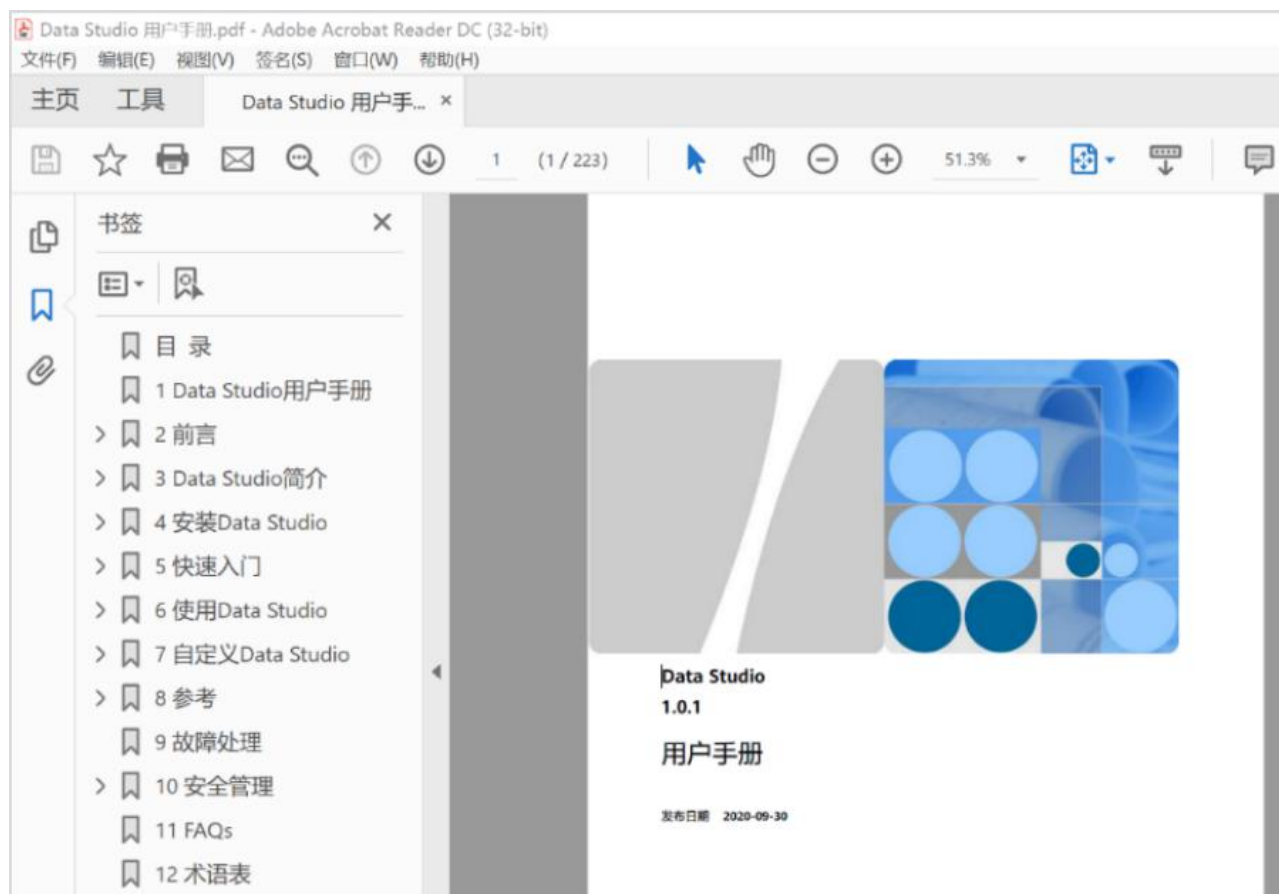 Data Studio 用户手册.pdf - Adobe Acrobat Reader DC (32-bit)
文件(F) 编辑(E) 视图(V) 签名(S) 窗口(W) 帮助(H)
主页 工具 Data Studio 用户手... ×
1 (1 / 223) 51.3%
书签
目 录
1 Data Studio用户手册
2 前言
3 Data Studio简介
4 安装Data Studio
5 快速入门
6 使用Data Studio
7 自定义Data Studio
8 参考
9 故障处理
10 安全管理
11 FAQs
12 术语表
Data Studio
1.0.1
用户手册
发布日期 2020-09-30